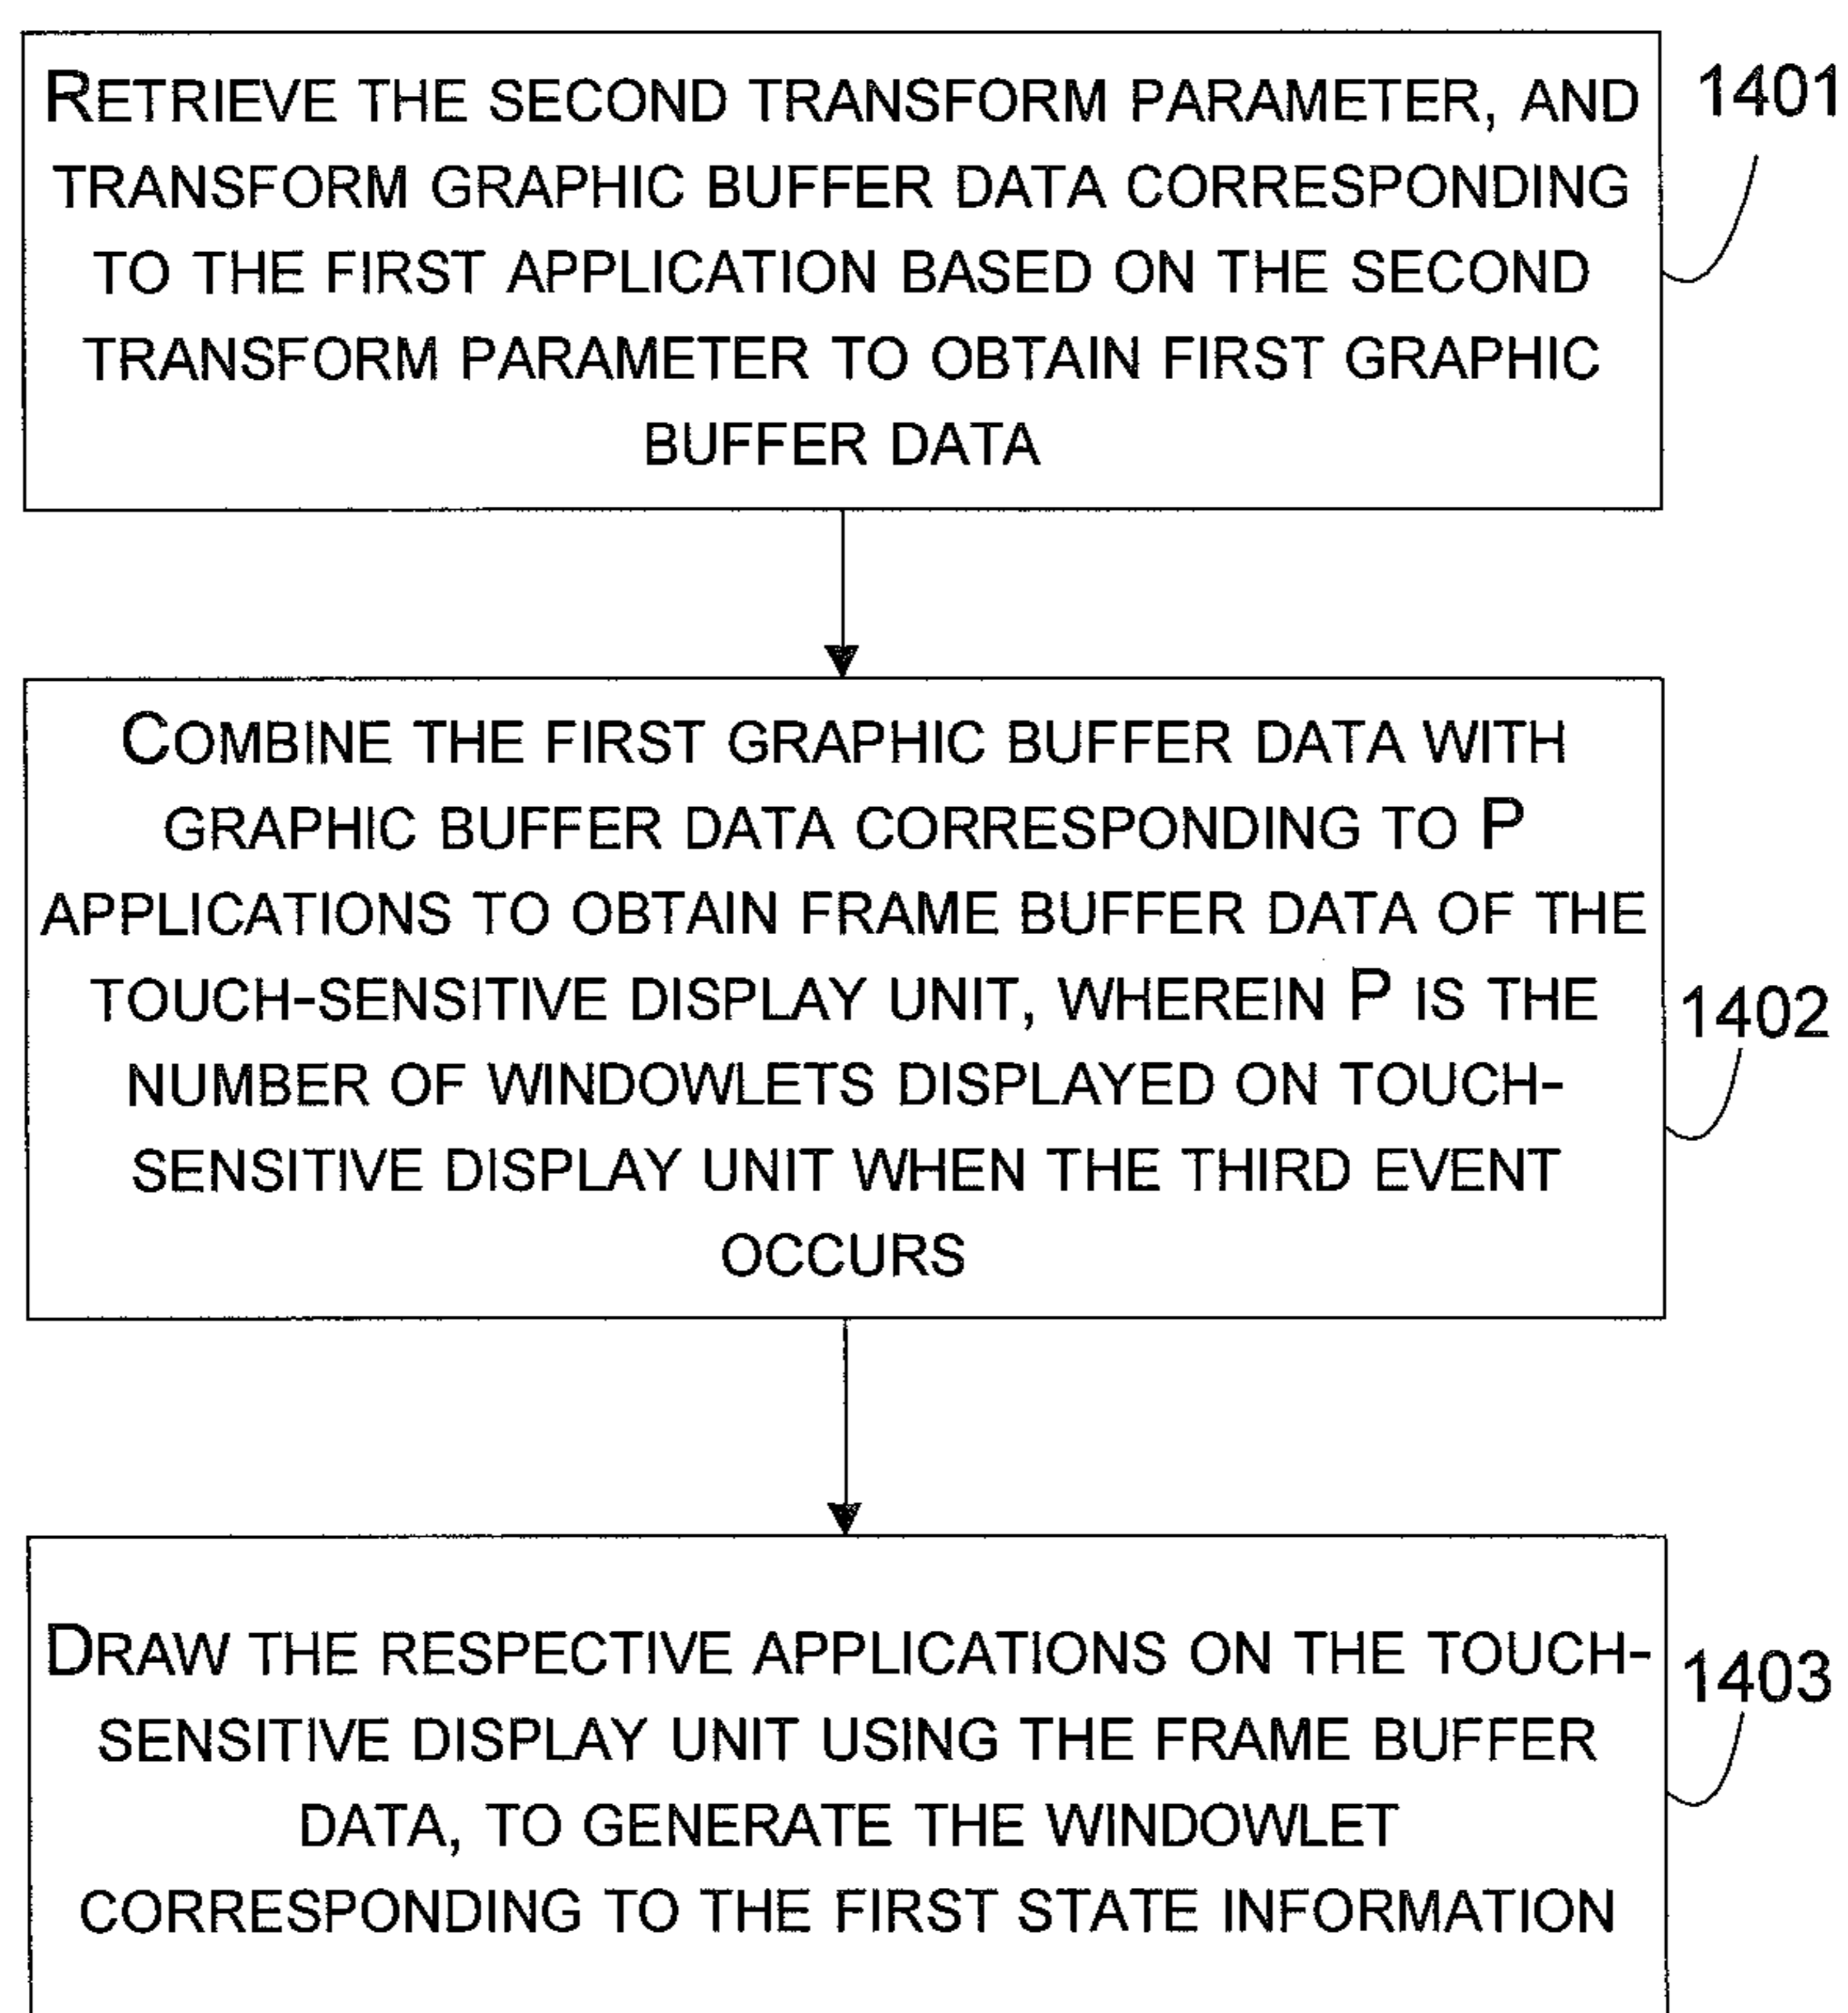 RETRIEVE THE SECOND TRANSFORM PARAMETER, AND
1401
TRANSFORM GRAPHIC BUFFER DATA CORRESPONDING
TO THE FIRST APPLICATION BASED ON THE SECOND
TRANSFORM PARAMETER TO OBTAIN FIRST GRAPHIC
BUFFER DATA
COMBINE THE FIRST GRAPHIC BUFFER DATA WITH
GRAPHIC BUFFER DATA CORRESPONDING TO P
APPLICATIONS TO OBTAIN FRAME BUFFER DATA OF THE
TOUCH-SENSITIVE DISPLAY UNIT, WHEREIN P IS THE
1402
NUMBER OF WINDOWLETS DISPLAYED ON TOUCH-
SENSITIVE DISPLAY UNIT WHEN THE THIRD EVENT
OCCURS
DRAW THE RESPECTIVE APPLICATIONS ON THE TOUCH-
1403
SENSITIVE DISPLAY UNIT USING THE FRAME BUFFER
DATA, TO GENERATE THE WINDOWLET
CORRESPONDING TO THE FIRST STATE INFORMATION